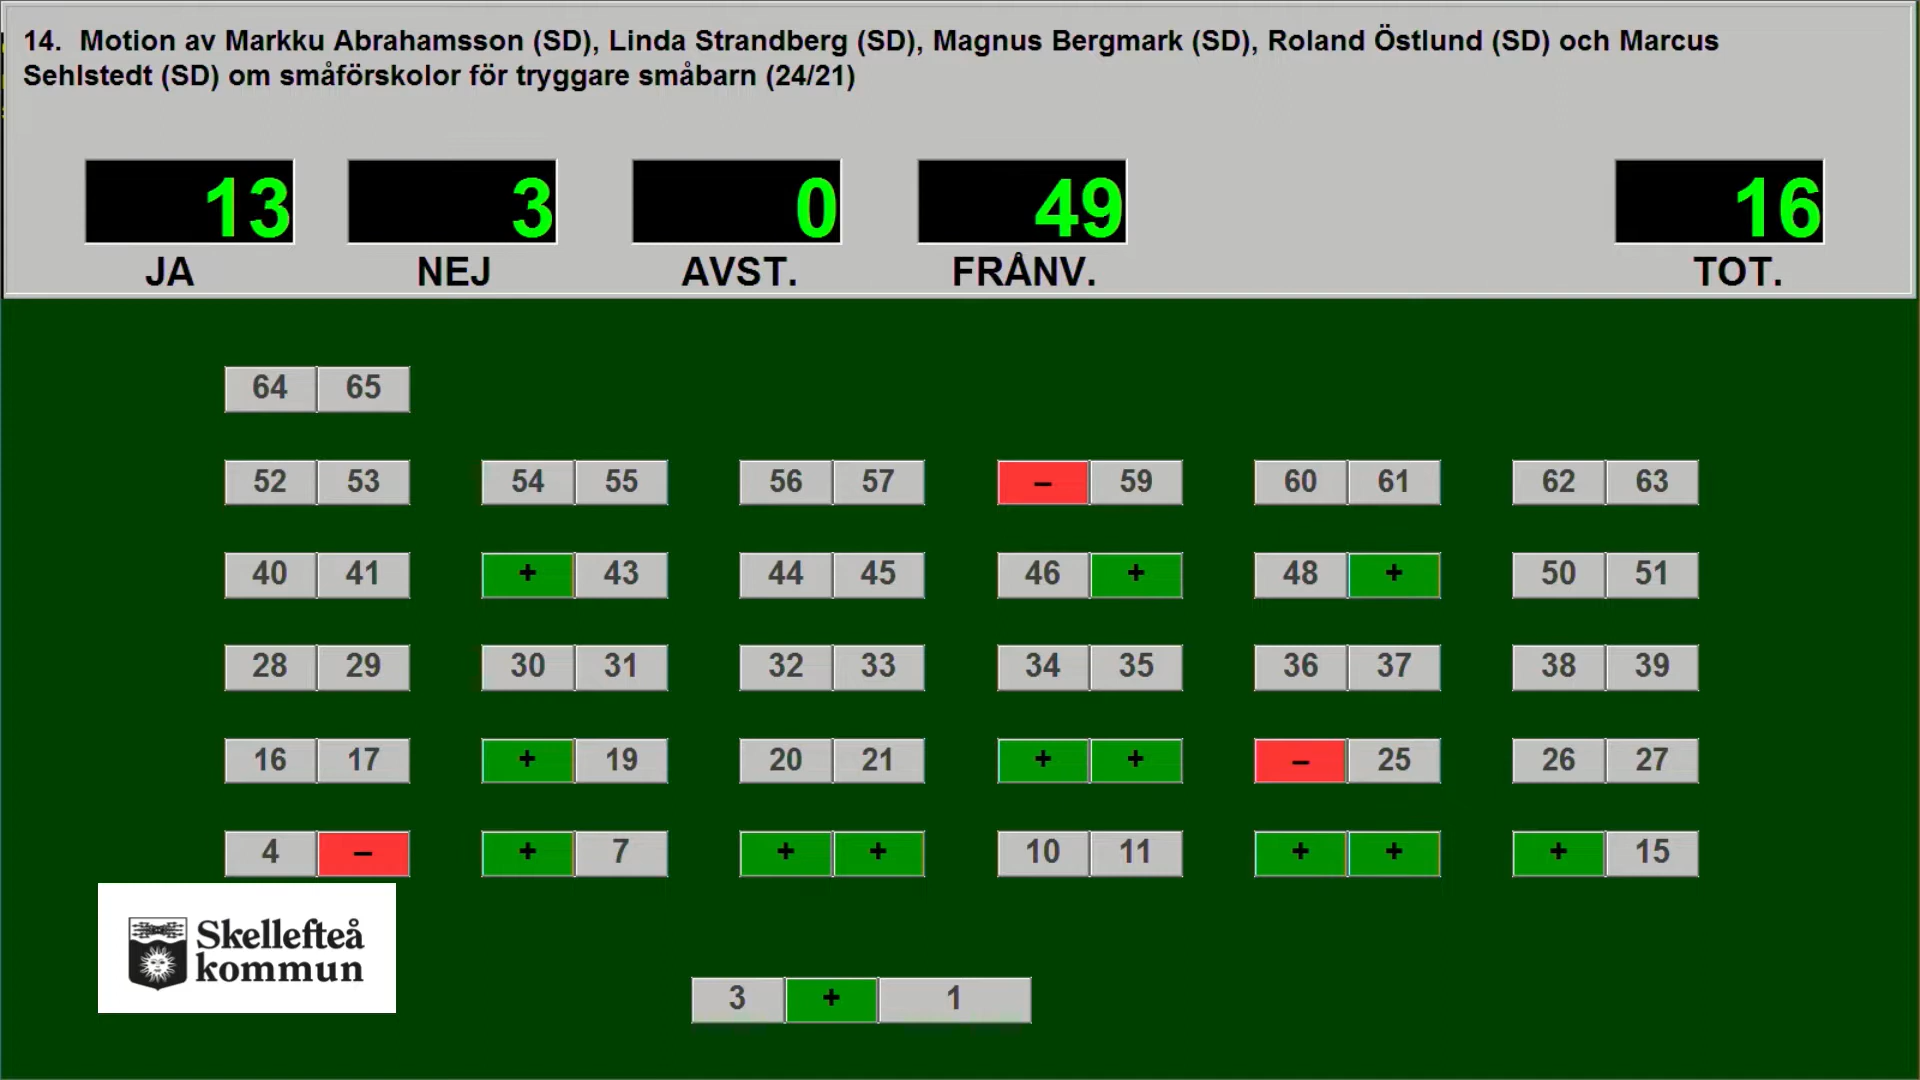 14. Motion av Markku Abrahamsson (SD), Linda Strandberg (SD), Magnus Bergmark (SD), Roland Östlund (SD) och Marcus
Sehlstedt (SD) om småförskolor för tryggare småbarn (24/21)
13 3 0 49 16
JA NEJ AVST. FRÅNV. TOT.
64 65
52 53 54 55 56 57 – 59 60 61 62 63
40 41 + 43 44 45 46 + 48 + 50 51
28 29 30 31 32 33 34 35 36 37 38 39
16 17 + 19 20 21 + + – 25 26 27
4 – + 7 + + 10 11 + + + 15
Skellefteå
kommun
3 + 1